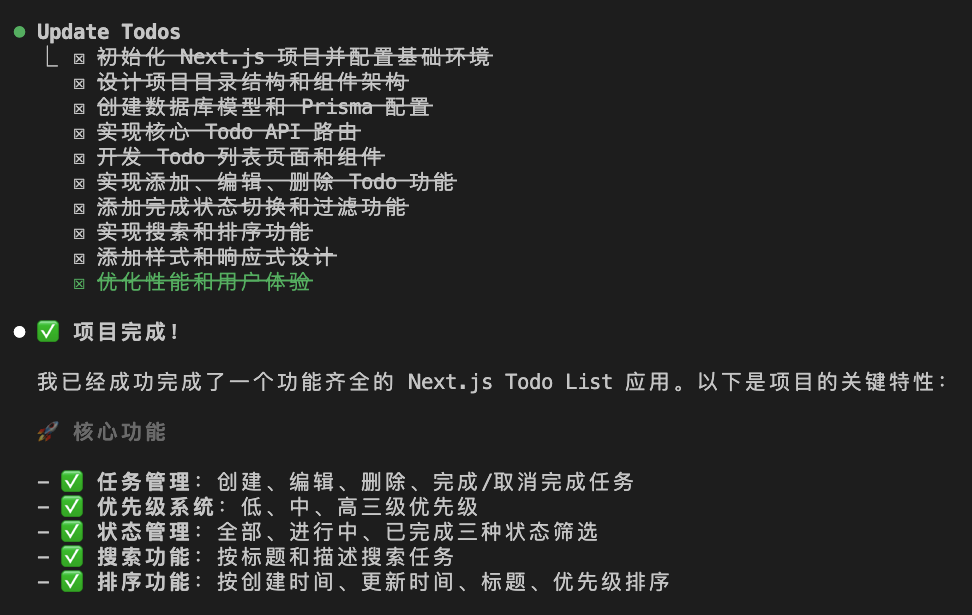 Update Todos
初始化 Next.js 项目并配置基础环境
设计项目目录结构和组件架构
创建数据库模型和 Prisma 配置
实现核心 Todo API 路由
开发 Todo 列表页面和组件
实现添加、编辑、删除 Todo 功能
添加完成状态切换和过滤功能
实现搜索和排序功能
添加样式和响应式设计
优化性能和用户体验
✅ 项目完成!
我已经成功完成了一个功能齐全的 Next.js Todo List 应用。以下是项目的关键特性:
🚀 核心功能
- ✅ 任务管理: 创建、编辑、删除、完成/取消完成任务
- ✅ 优先级系统: 低、中、高三级优先级
- ✅ 状态管理: 全部、进行中、已完成三种状态筛选
- ✅ 搜索功能: 按标题和描述搜索任务
- ✅ 排序功能: 按创建时间、更新时间、标题、优先级排序